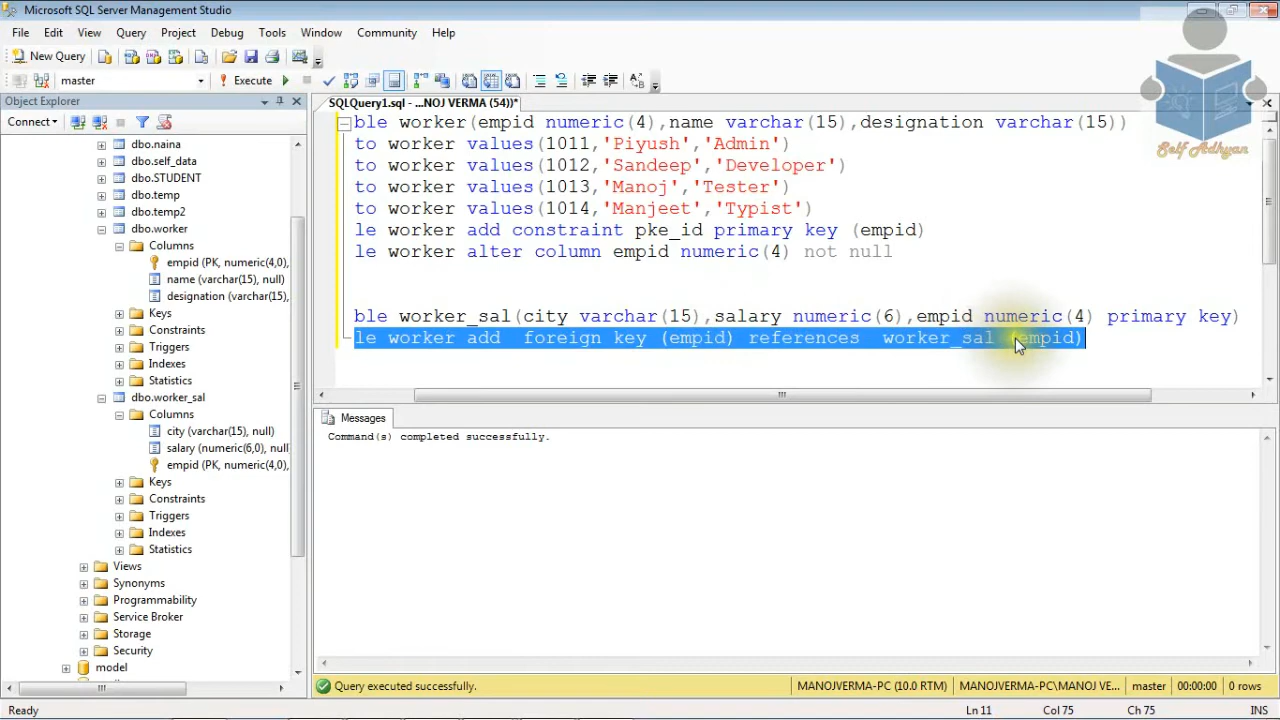 Microsoft SQL Server Management Studio
File Edit View Query Project Debug Tools Window Community Help
New Query
master Execute
Object Explorer
Connect
dbo.naina
dbo.self_data
dbo.STUDENT
dbo.temp
dbo.temp2
dbo.worker
Columns
empid (PK, numeric(4,0),
name (varchar(15), null)
designation (varchar(15),
Keys
Constraints
Triggers
Indexes
Statistics
dbo.worker_sal
Columns
city (varchar(15), null)
salary (numeric(6,0), null
empid (PK, numeric(4,0),
Keys
Constraints
Triggers
Indexes
Statistics
Views
Synonyms
Programmability
Service Broker
Storage
Security
model
SQLQuery1.sql - ...NOJ VERMA (54))*
ble worker(empid numeric(4),name varchar(15),designation varchar(15))
to worker values(1011,'Piyush','Admin')
to worker values(1012,'Sandeep','Developer')
to worker values(1013,'Manoj','Tester')
to worker values(1014,'Manjeet','Typist')
le worker add constraint pke_id primary key (empid)
le worker alter column empid numeric(4) not null
ble worker_sal(city varchar(15),salary numeric(6),empid numeric(4) primary key)
le worker add foreign key (empid) references worker_sal (empid)
Messages
Command(s) completed successfully.
Query executed successfully. MANOJVERMA-PC (10.0 RTM) MANOJVERMA-PC\MANOJ VE... master 00:00:00 0 rows
Ready Ln 11 Col 75 Ch 75 INS
Self Adhyan